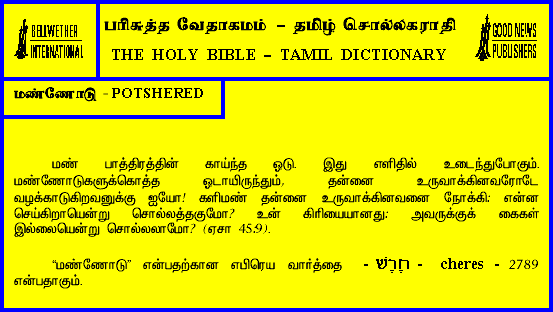 BELLWETHER
INTERNATIONAL
பரிசுத்த வேதாகமம் – தமிழ் சொல்லகராதி
THE HOLY BIBLE – TAMIL DICTIONARY
GOOD NEWS
PUBLISHERS
மண்ணோடு - POTSHERED
மண் பாத்திரத்தின் காய்ந்த ஓடு. இது எளிதில் உடைந்துபோகும்.
மண்ணோடுகளுக்கொத்த ஓடாயிருந்தும், தன்னை உருவாக்கினவரோடே
வழக்காடுகிறவனுக்கு ஐயோ! களிமண் தன்னை உருவாக்கினவனை நோக்கி: என்ன
செய்கிறாயென்று சொல்லத்தகுமோ? உன் கிரியையானது: அவருக்குக் கைகள்
இல்லையென்று சொல்லலாமோ? (ஏசா 45:9).
"மண்ணோடு" என்பதற்கான எபிரெய வார்த்தை - חֶרֶשׂ - cheres - 2789
என்பதாகும்.